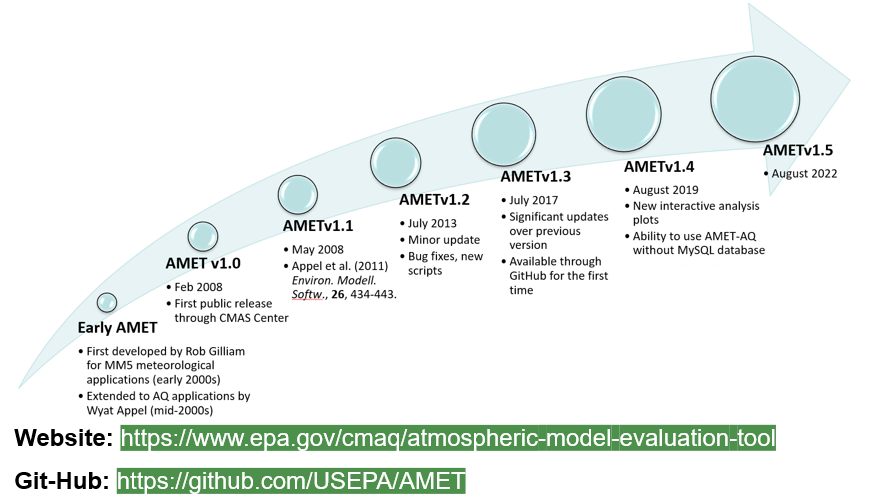 Early AMET
• First developed by Rob Gilliam
for MM5 meteorological
applications (early 2000s)
• Extended to AQ applications by
Wyat Appel (mid-2000s)
AMET v1.0
• Feb 2008
• First public release
through CMAS Center
AMETv1.1
• May 2008
• Appel et al. (2011)
Environ. Modell.
Softw., 26, 434-443.
AMETv1.2
• July 2013
• Minor update
• Bug fixes, new
scripts
AMETv1.3
• July 2017
• Significant updates
over previous
version
• Available through
GitHub for the first
time
AMETv1.4
• August 2019
• New interactive analysis
plots
• Ability to use AMET-AQ
without MySQL database
AMETv1.5
• August 2022
Website: https://www.epa.gov/cmaq/atmospheric-model-evaluation-tool
Git-Hub: https://github.com/USEPA/AMET